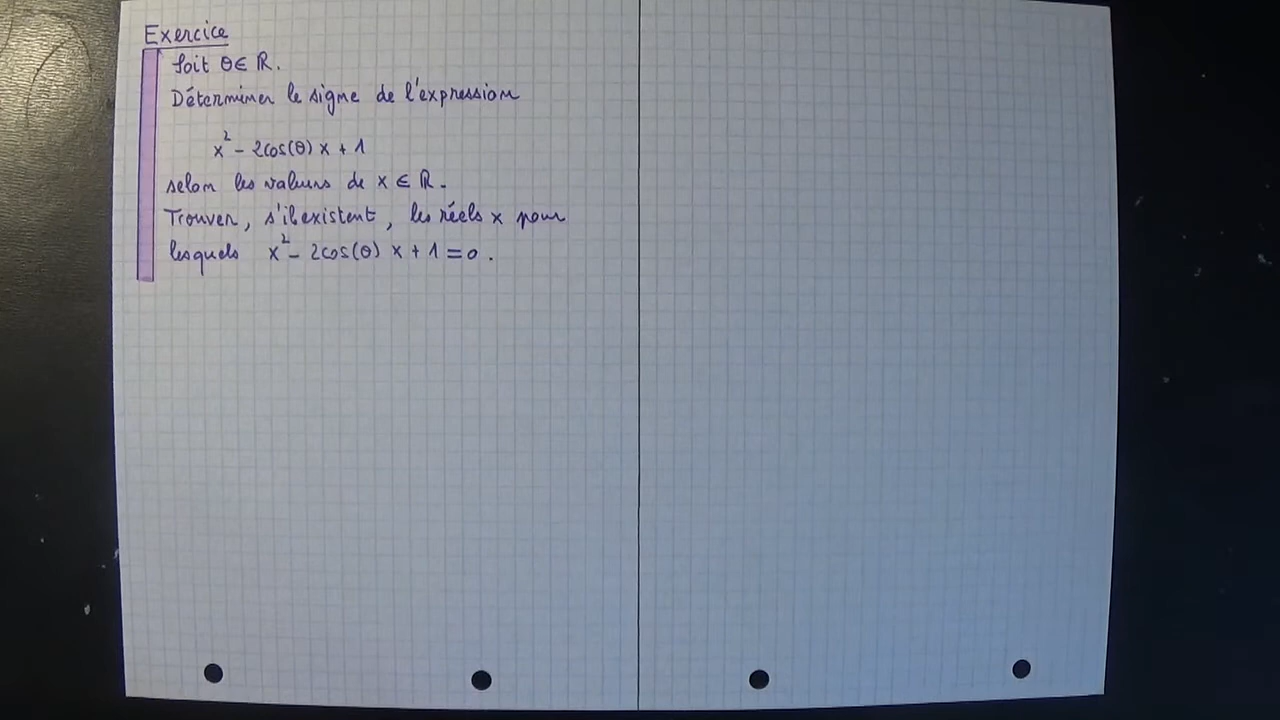 Exercice
Soit θ ∈ ℝ.
Déterminer le signe de l'expression
x² - 2cos(θ) x + 1
selon les valeurs de x ∈ ℝ.
Trouver, s'il existent, les réels x pour
lesquels x² - 2cos(θ) x + 1 = 0.